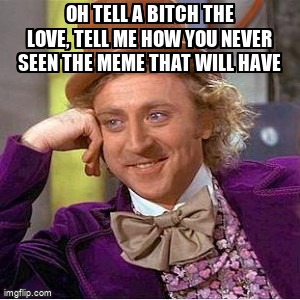 OH TELL A BITCH THE
LOVE, TELL ME HOW YOU NEVER
SEEN THE MEME THAT WILL HAVE
imgflip.com